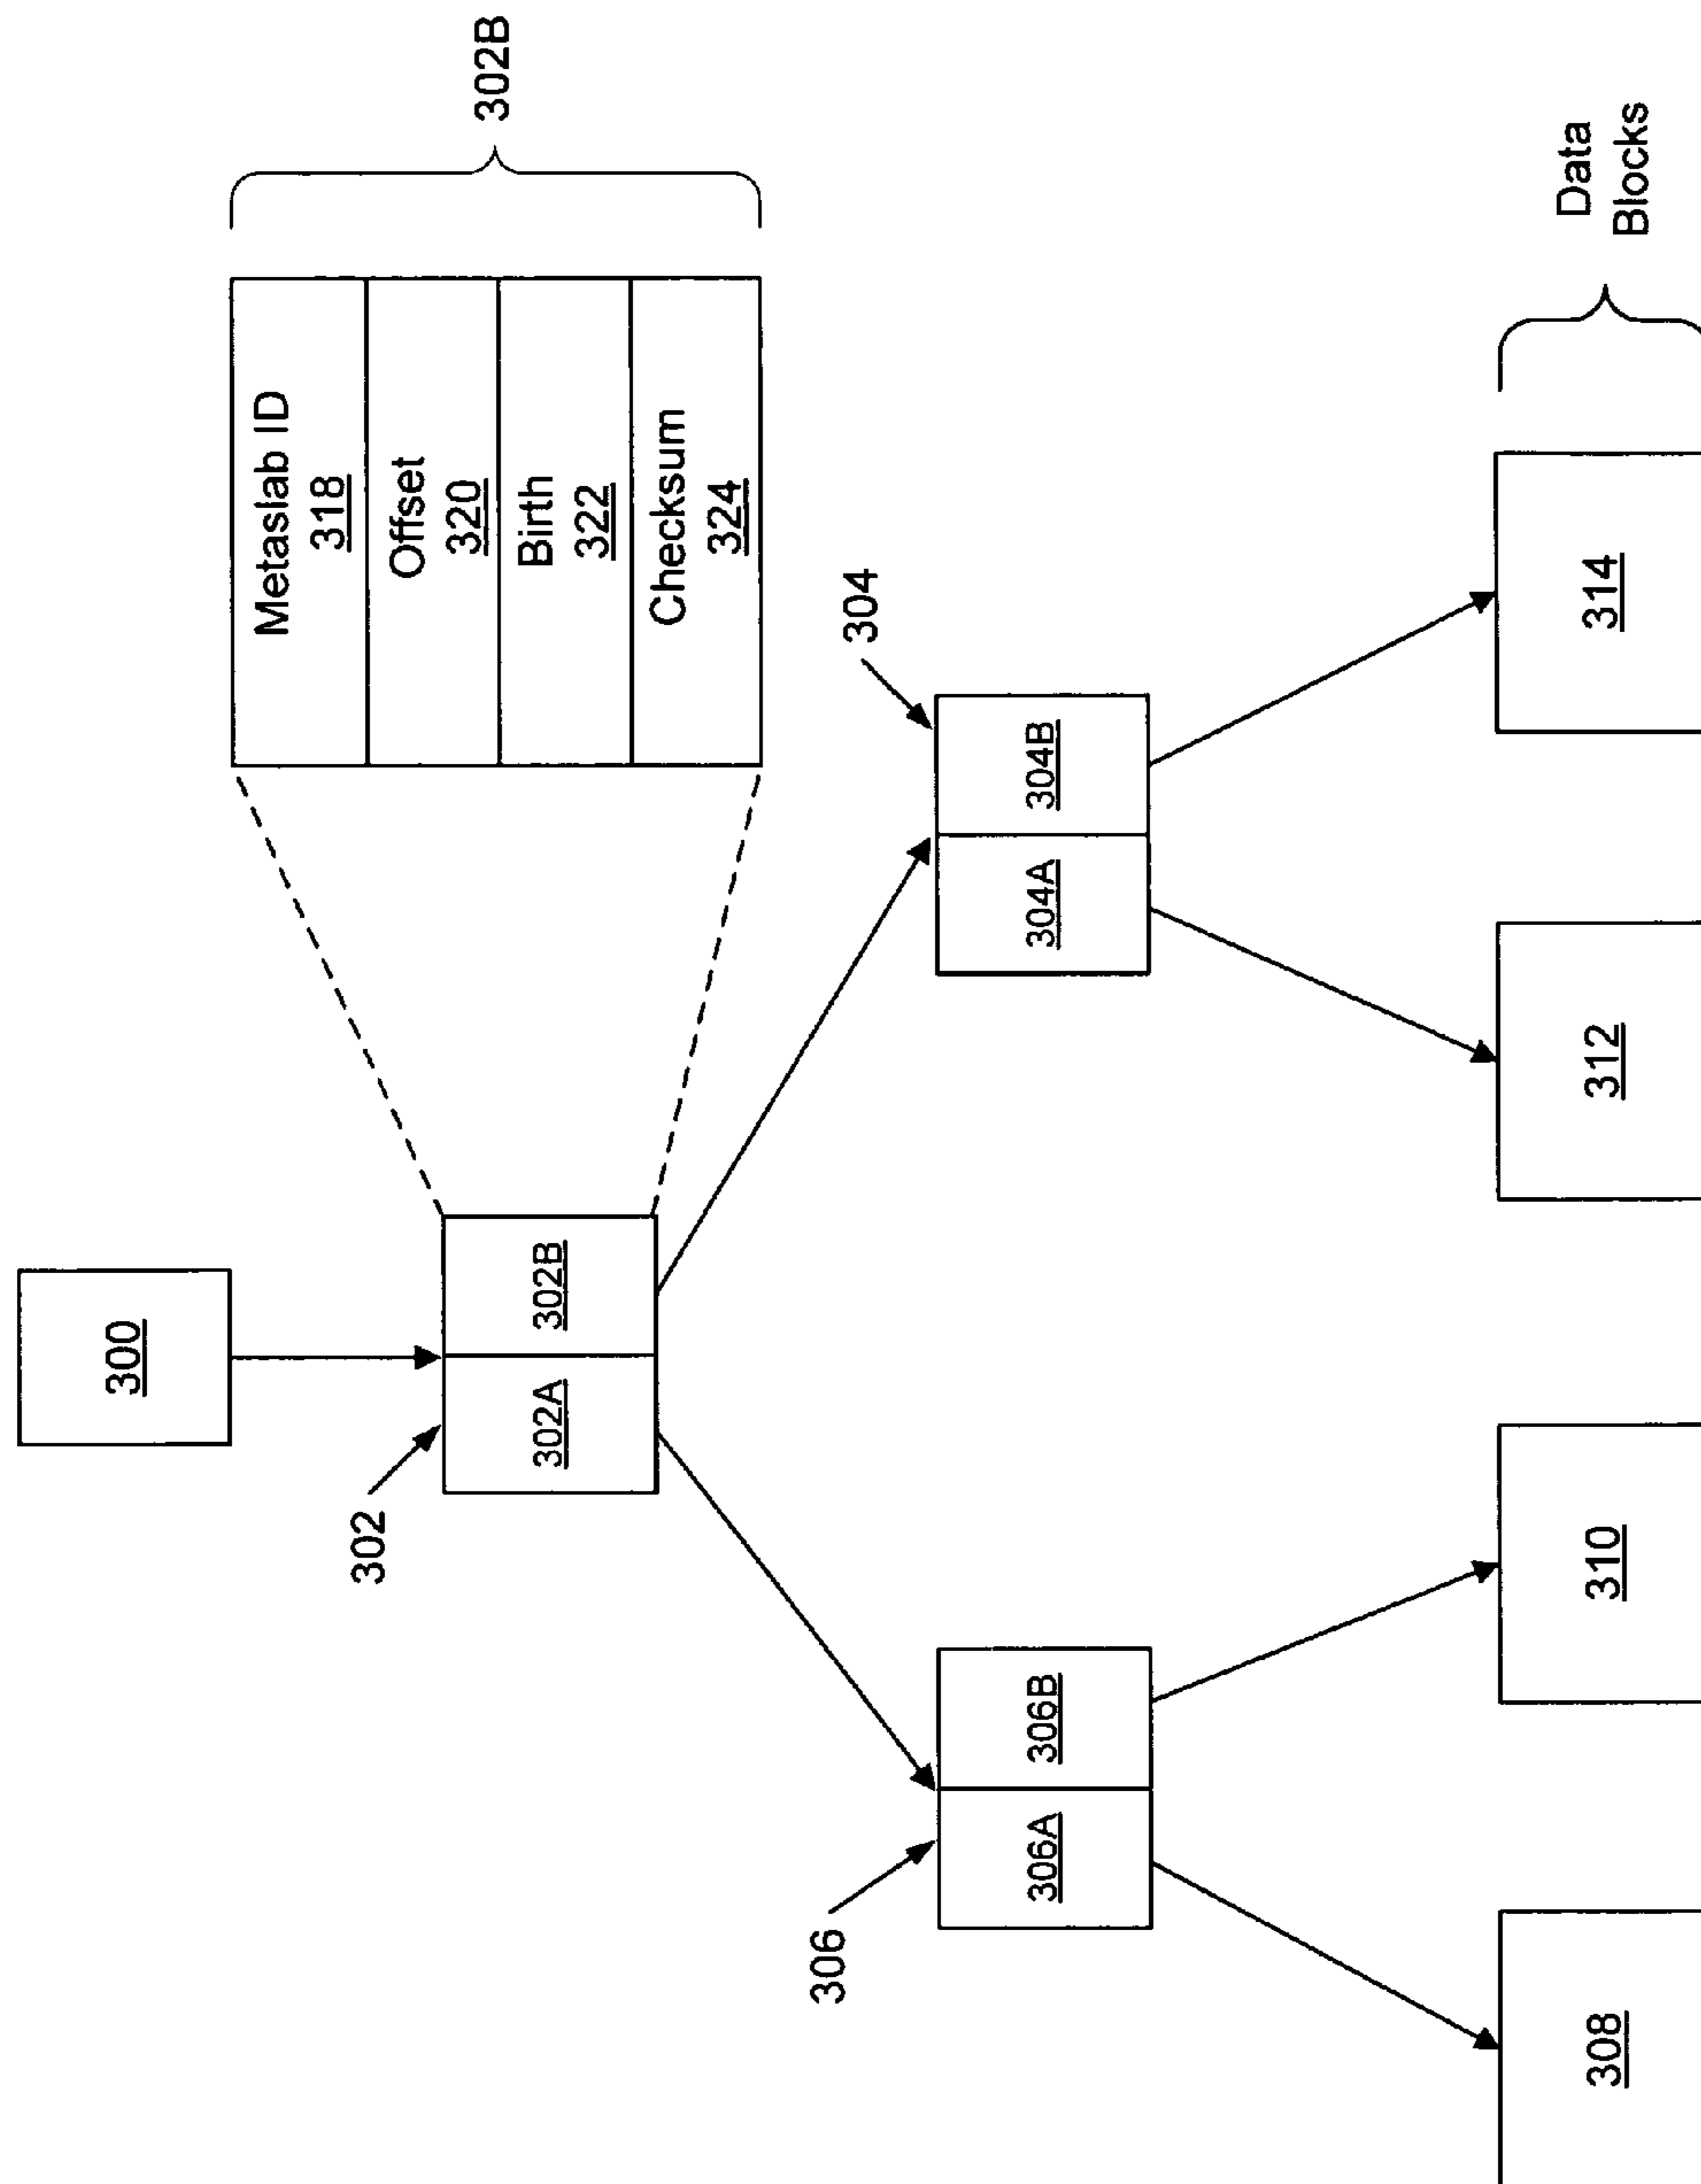 300
302
302A
302B
Metaslab ID
318
Offset
320
Birth
322
Checksum
324
302B
306
306A
306B
304
304A
304B
308
310
312
314
Data
Blocks